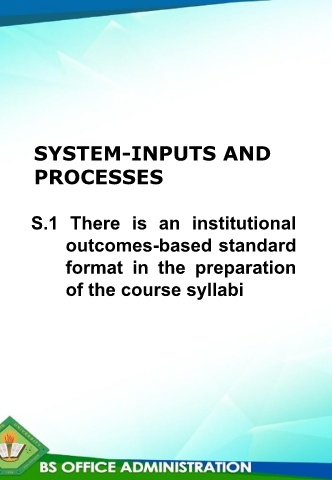 SYSTEM-INPUTS AND
PROCESSES
S.1 There is an institutional
outcomes-based standard
format in the preparation
of the course syllabi
BS OFFICE ADMINISTRATION